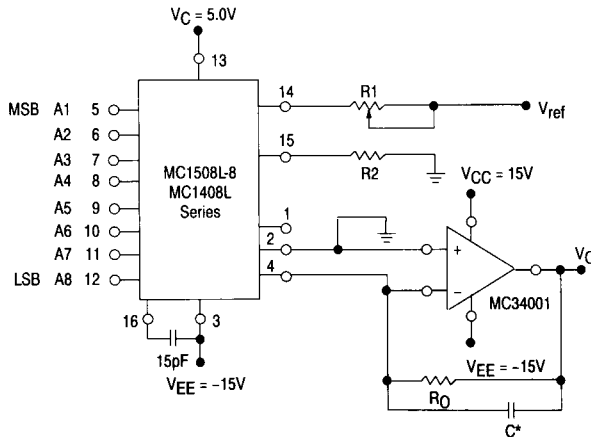 VC = 5.0V
13
MSB A1 5
A2 6
A3 7
A4 8
A5 9
A6 10
A7 11
LSB A8 12
MC1508L-8
MC1408L
Series
14
R1
Vref
15
R2
1
2
4
VCC = 15V
+
−
MC34001
VO
16
3
15pF
VEE = −15V
VEE = −15V
RO
C*